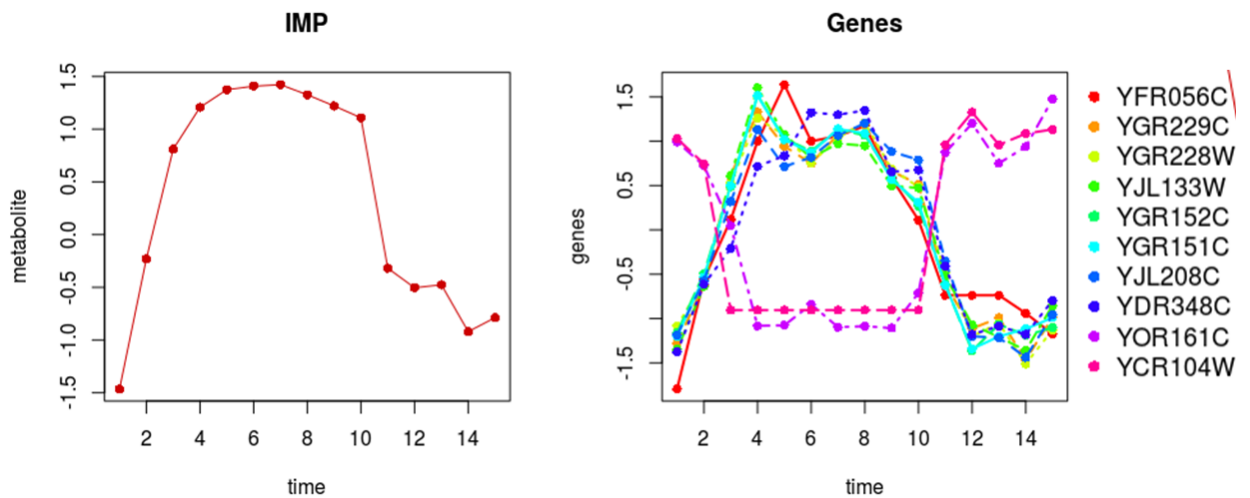 IMP
Genes
metabolite
1.5
1.0
0.5
0.0
-0.5
-1.0
-1.5
2 4 6 8 10 12 14
time
genes
1.5
0.5
-0.5
-1.5
2 4 6 8 10 12 14
time
YFR056C
YGR229C
YGR228W
YJL133W
YGR152C
YGR151C
YJL208C
YDR348C
YOR161C
YCR104W